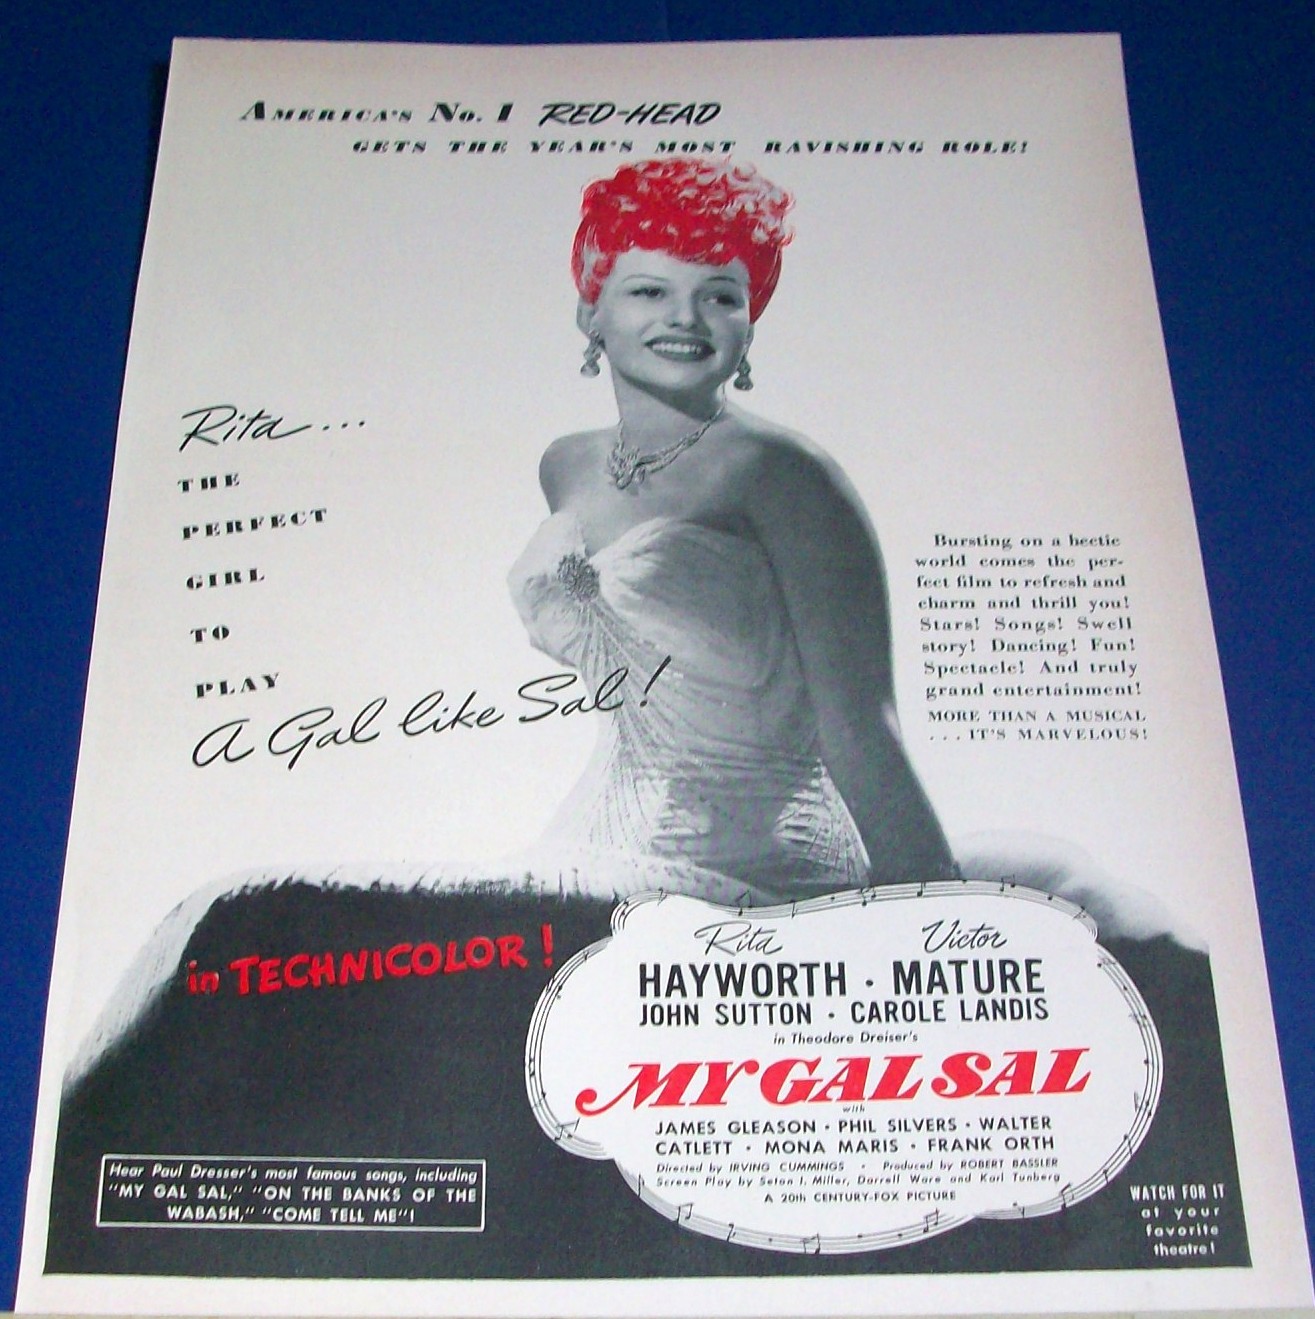 AMERICA'S No. 1 RED-HEAD
GETS THE YEAR'S MOST RAVISHING ROLE!
Rita...
THE
PERFECT
GIRL
TO
PLAY
A Gal like Sal!
Bursting on a hectic
world comes the per-
fect film to refresh and
charm and thrill you!
Stars! Songs! Swell
story! Dancing! Fun!
Spectacle! And truly
grand entertainment!
MORE THAN A MUSICAL
...IT'S MARVELOUS!
in TECHNICOLOR!
Rita Victor
HAYWORTH · MATURE
JOHN SUTTON · CAROLE LANDIS
in Theodore Dreiser's
MY GAL SAL
with
JAMES GLEASON · PHIL SILVERS · WALTER
CATLETT · MONA MARIS · FRANK ORTH
Directed by IRVING CUMMINGS · Produced by ROBERT BASSLER
Screen Play by Seton I. Miller, Darrell Ware and Karl Tunberg
A 20th CENTURY-FOX PICTURE
Hear Paul Dresser's most famous songs, including
"MY GAL SAL," "ON THE BANKS OF THE
WABASH," "COME TELL ME"!
WATCH FOR IT
at your
favorite
theatre!